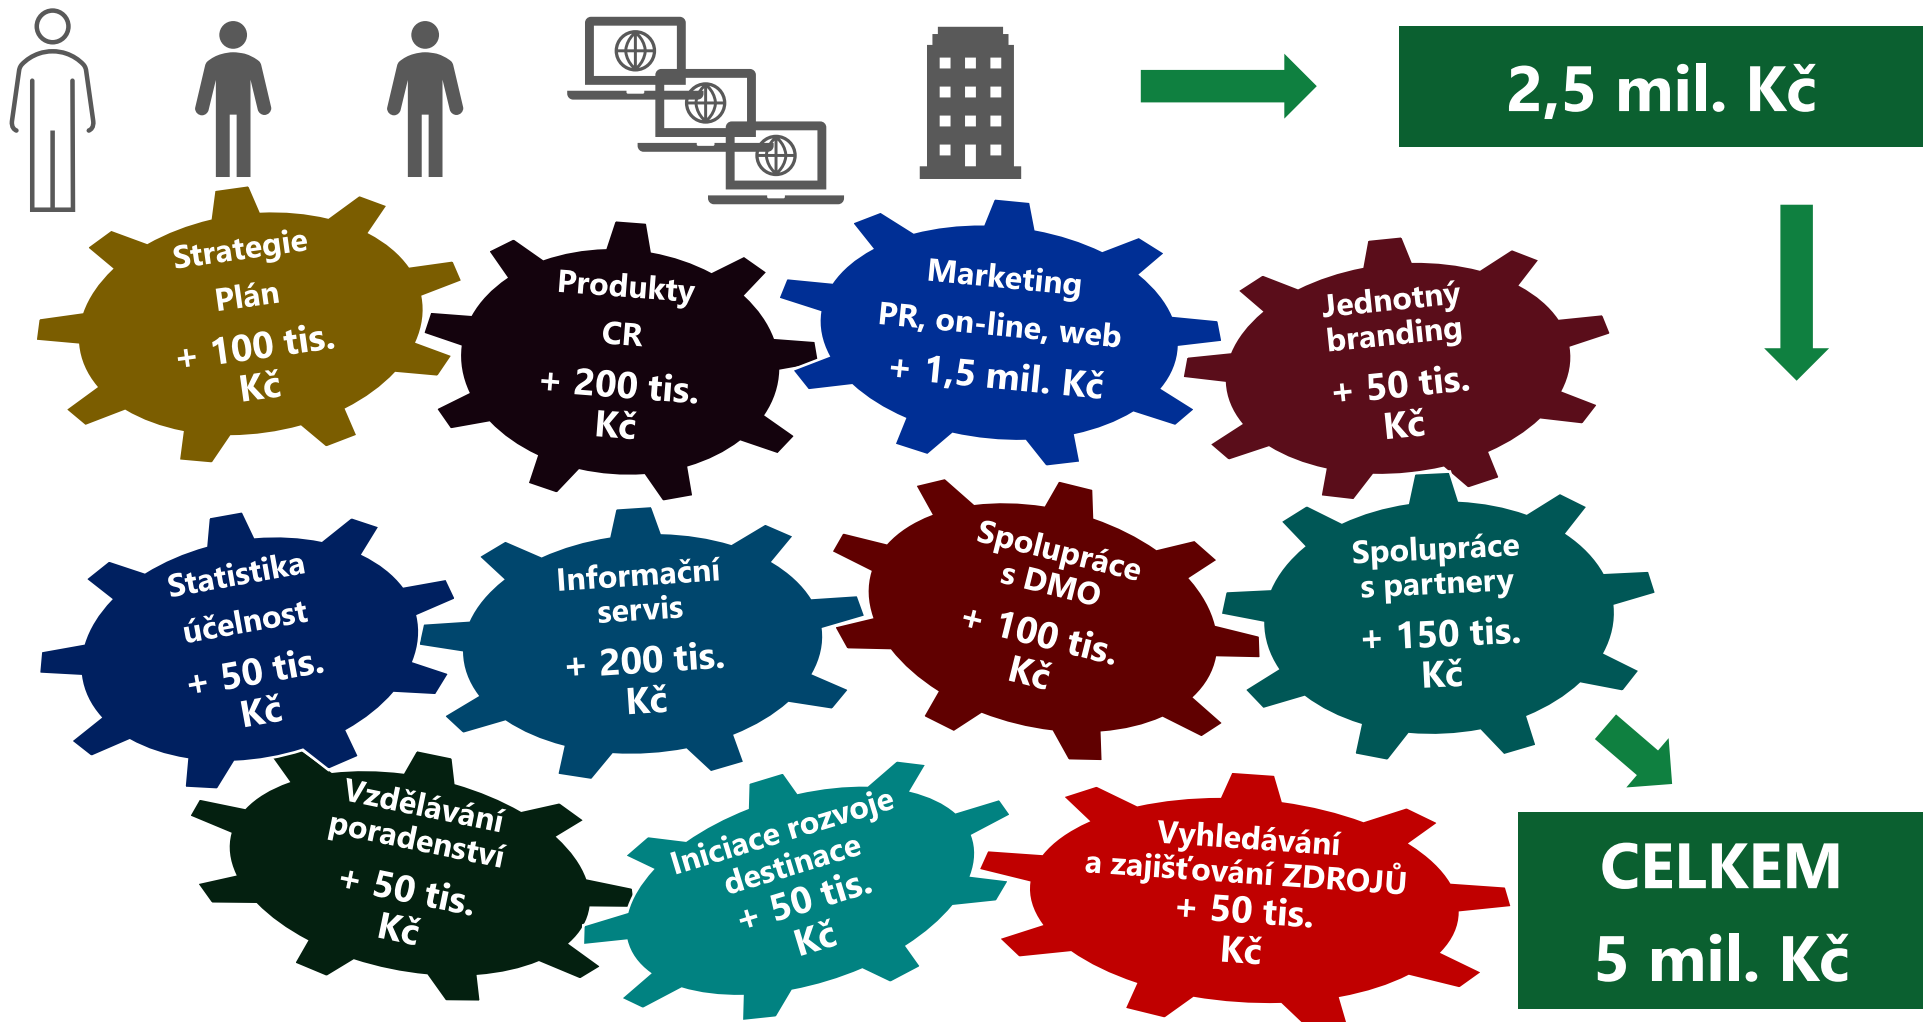 2,5 mil. Kč
Strategie
Plán
+ 100 tis.
Kč
Produkty
CR
+ 200 tis.
Kč
Marketing
PR, on-line, web
+ 1,5 mil. Kč
Jednotný
branding
+ 50 tis.
Kč
Statistika
účelnost
+ 50 tis.
Kč
Informační
servis
+ 200 tis.
Kč
Spolupráce
s DMO
+ 100 tis.
Kč
Spolupráce
s partnery
+ 150 tis.
Kč
Vzdělávání
poradenství
+ 50 tis.
Kč
Iniciace rozvoje
destinace
+ 50 tis.
Kč
Vyhledávání
a zajišťování ZDROJŮ
+ 50 tis.
Kč
CELKEM
5 mil. Kč